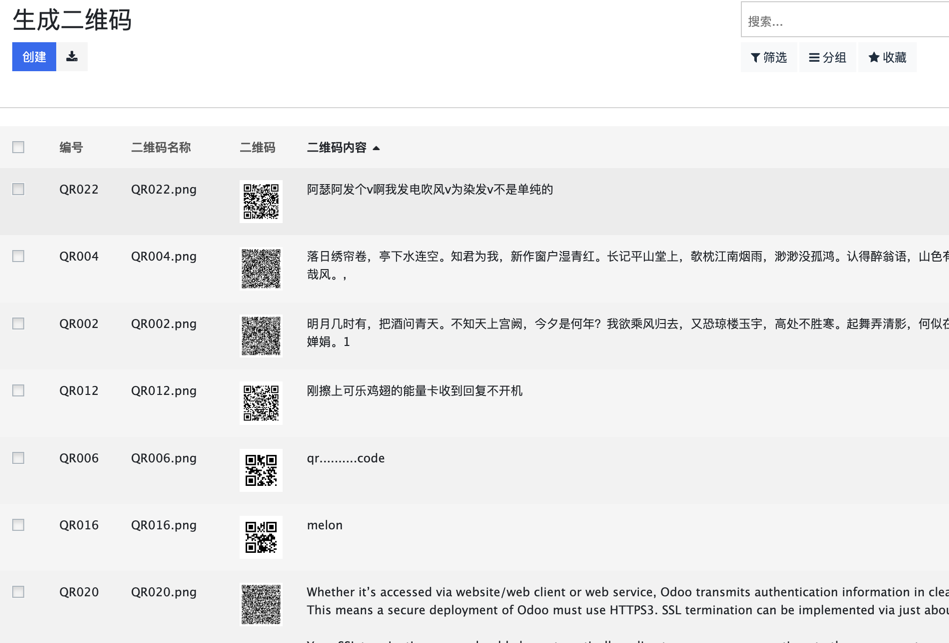 生成二维码
搜索...
创建
筛选 分组 收藏
编号 二维码名称 二维码 二维码内容
QR022 QR022.png 阿瑟阿发个v啊我发电吹风v为染发v不是单纯的
QR004 QR004.png 落日绣帘卷，亭下水连空。知君为我，新作窗户湿青红。长记平山堂上，欹枕江南烟雨，渺渺没孤鸿。认得醉翁语，山色有
哉风。,
QR002 QR002.png 明月几时有，把酒问青天。不知天上宫阙，今夕是何年？我欲乘风归去，又恐琼楼玉宇，高处不胜寒。起舞弄清影，何似在
婵娟。1
QR012 QR012.png 刚擦上可乐鸡翅的能量卡收到回复不开机
QR006 QR006.png qr..........code
QR016 QR016.png melon
QR020 QR020.png Whether it's accessed via website/web client or web service, Odoo transmits authentication information in clea
This means a secure deployment of Odoo must use HTTPS3. SSL termination can be implemented via just abou